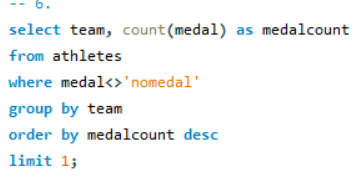 -- 6.
select team, count(medal) as medalcount
from athletes
where medal<>'nomedal'
group by team
order by medalcount desc
limit 1;